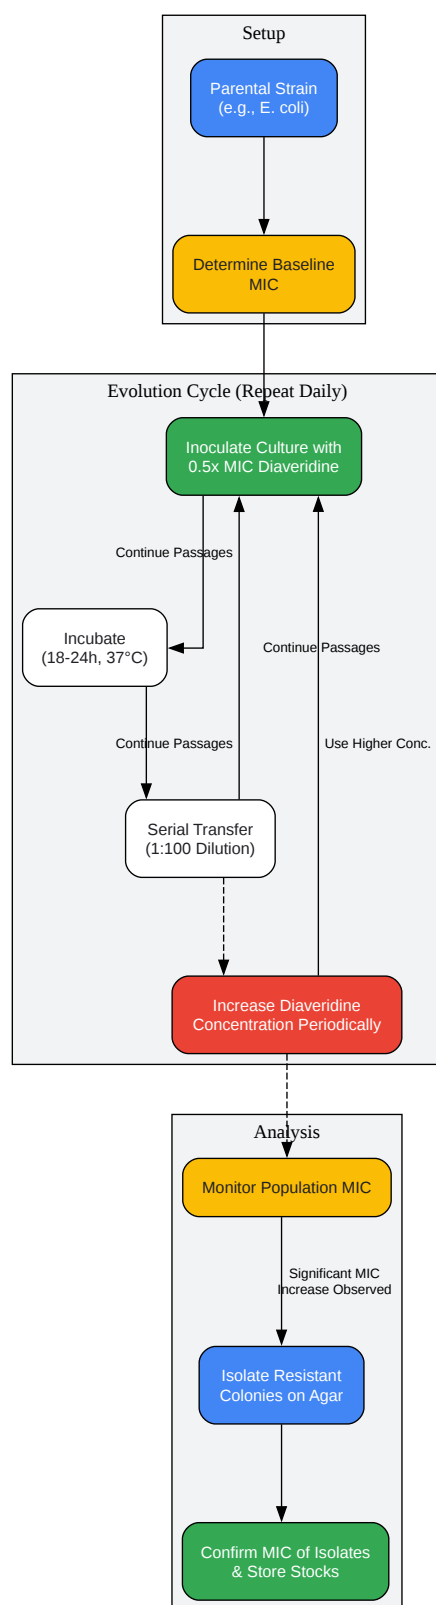 Setup
Parental Strain
(e.g., E. coli)
Determine Baseline
MIC
Evolution Cycle (Repeat Daily)
Inoculate Culture with
0.5x MIC Diaveridine
Continue Passages
Incubate
(18-24h, 37°C)
Continue Passages
Continue Passages
Use Higher Conc.
Serial Transfer
(1:100 Dilution)
Increase Diaveridine
Concentration Periodically
Analysis
Monitor Population MIC
Significant MIC
Increase Observed
Isolate Resistant
Colonies on Agar
Confirm MIC of Isolates
& Store Stocks